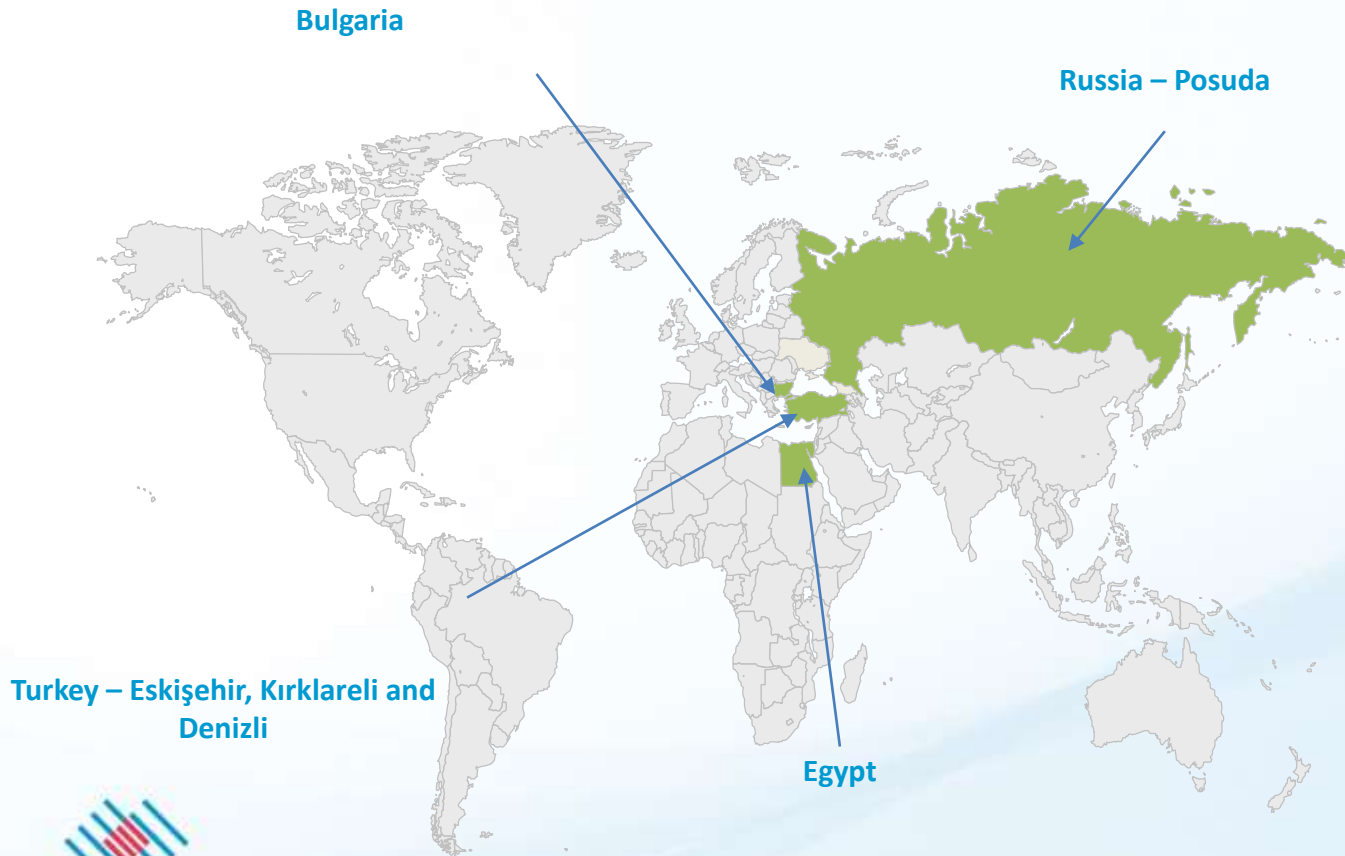 Bulgaria
Russia – Posuda
Turkey – Eskişehir, Kırklareli and
Denizli
Egypt